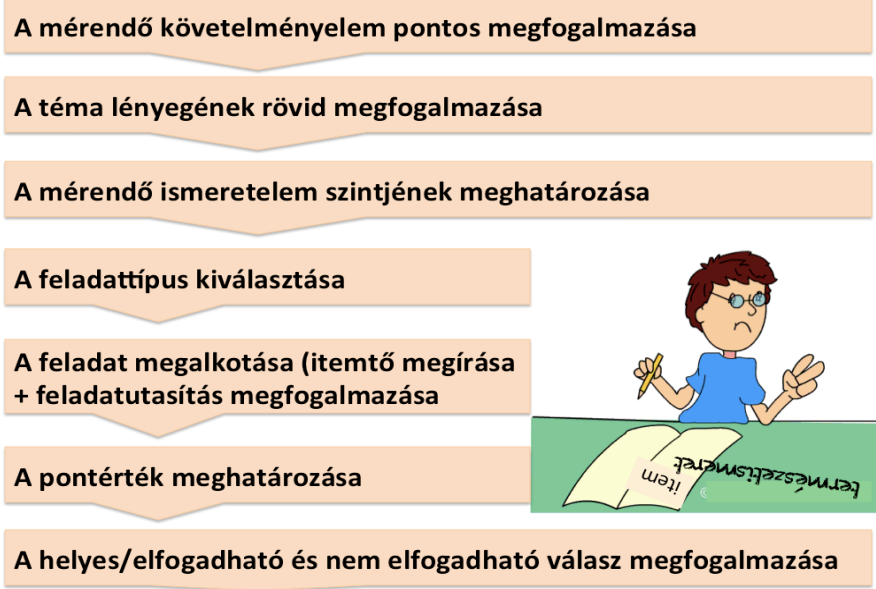 A mérendő követelményelem pontos megfogalmazása
A téma lényegének rövid megfogalmazása
A mérendő ismeretelem szintjének meghatározása
A feladattípus kiválasztása
A feladat megalkotása (itemtő megírása
+ feladatutasítás megfogalmazása
A pontérték meghatározása
A helyes/elfogadható és nem elfogadható válasz megfogalmazása
természetismeret
item
©